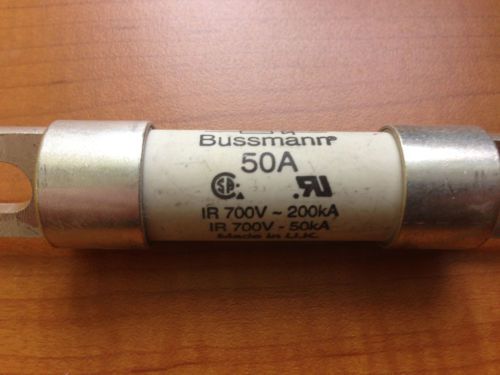 Bussmann®
50A
IR 700V ~ 200kA
IR 700V - 50kA
Made in U.K.